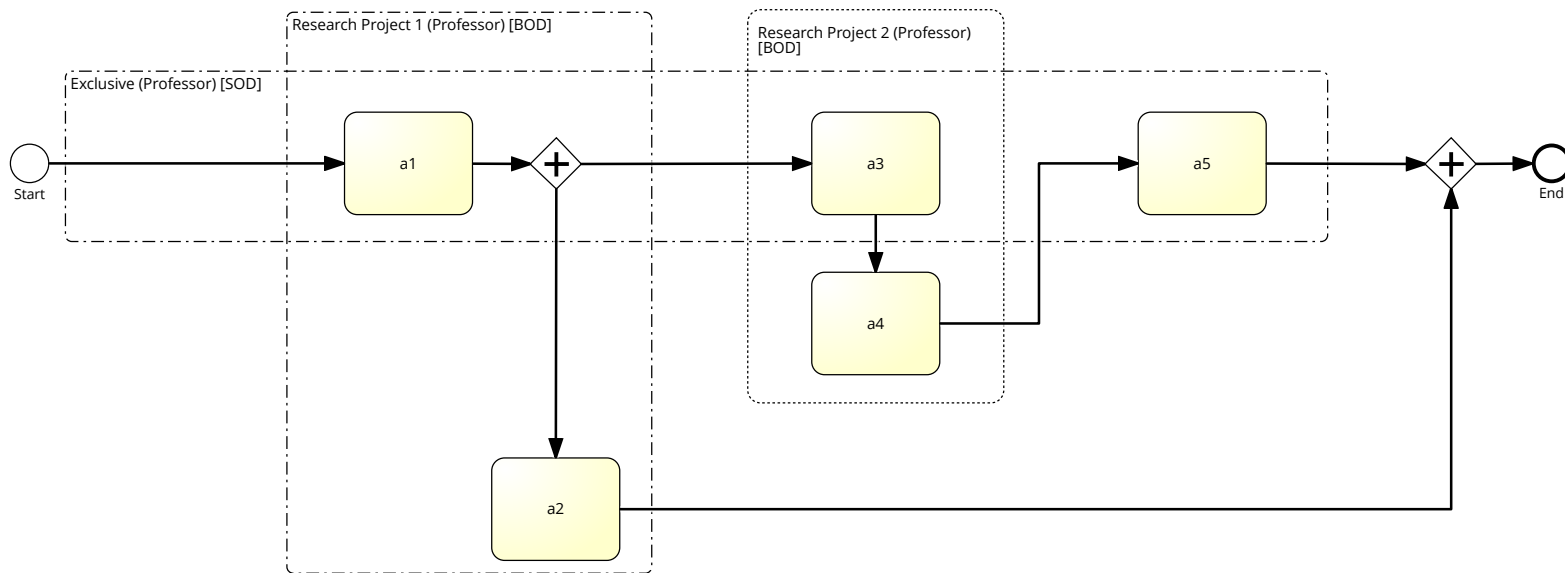 Research Project 1 (Professor) [BOD]
Research Project 2 (Professor)
[BOD]
Exclusive (Professor) [SOD]
a1
a3
a5
Start
End
a4
a2